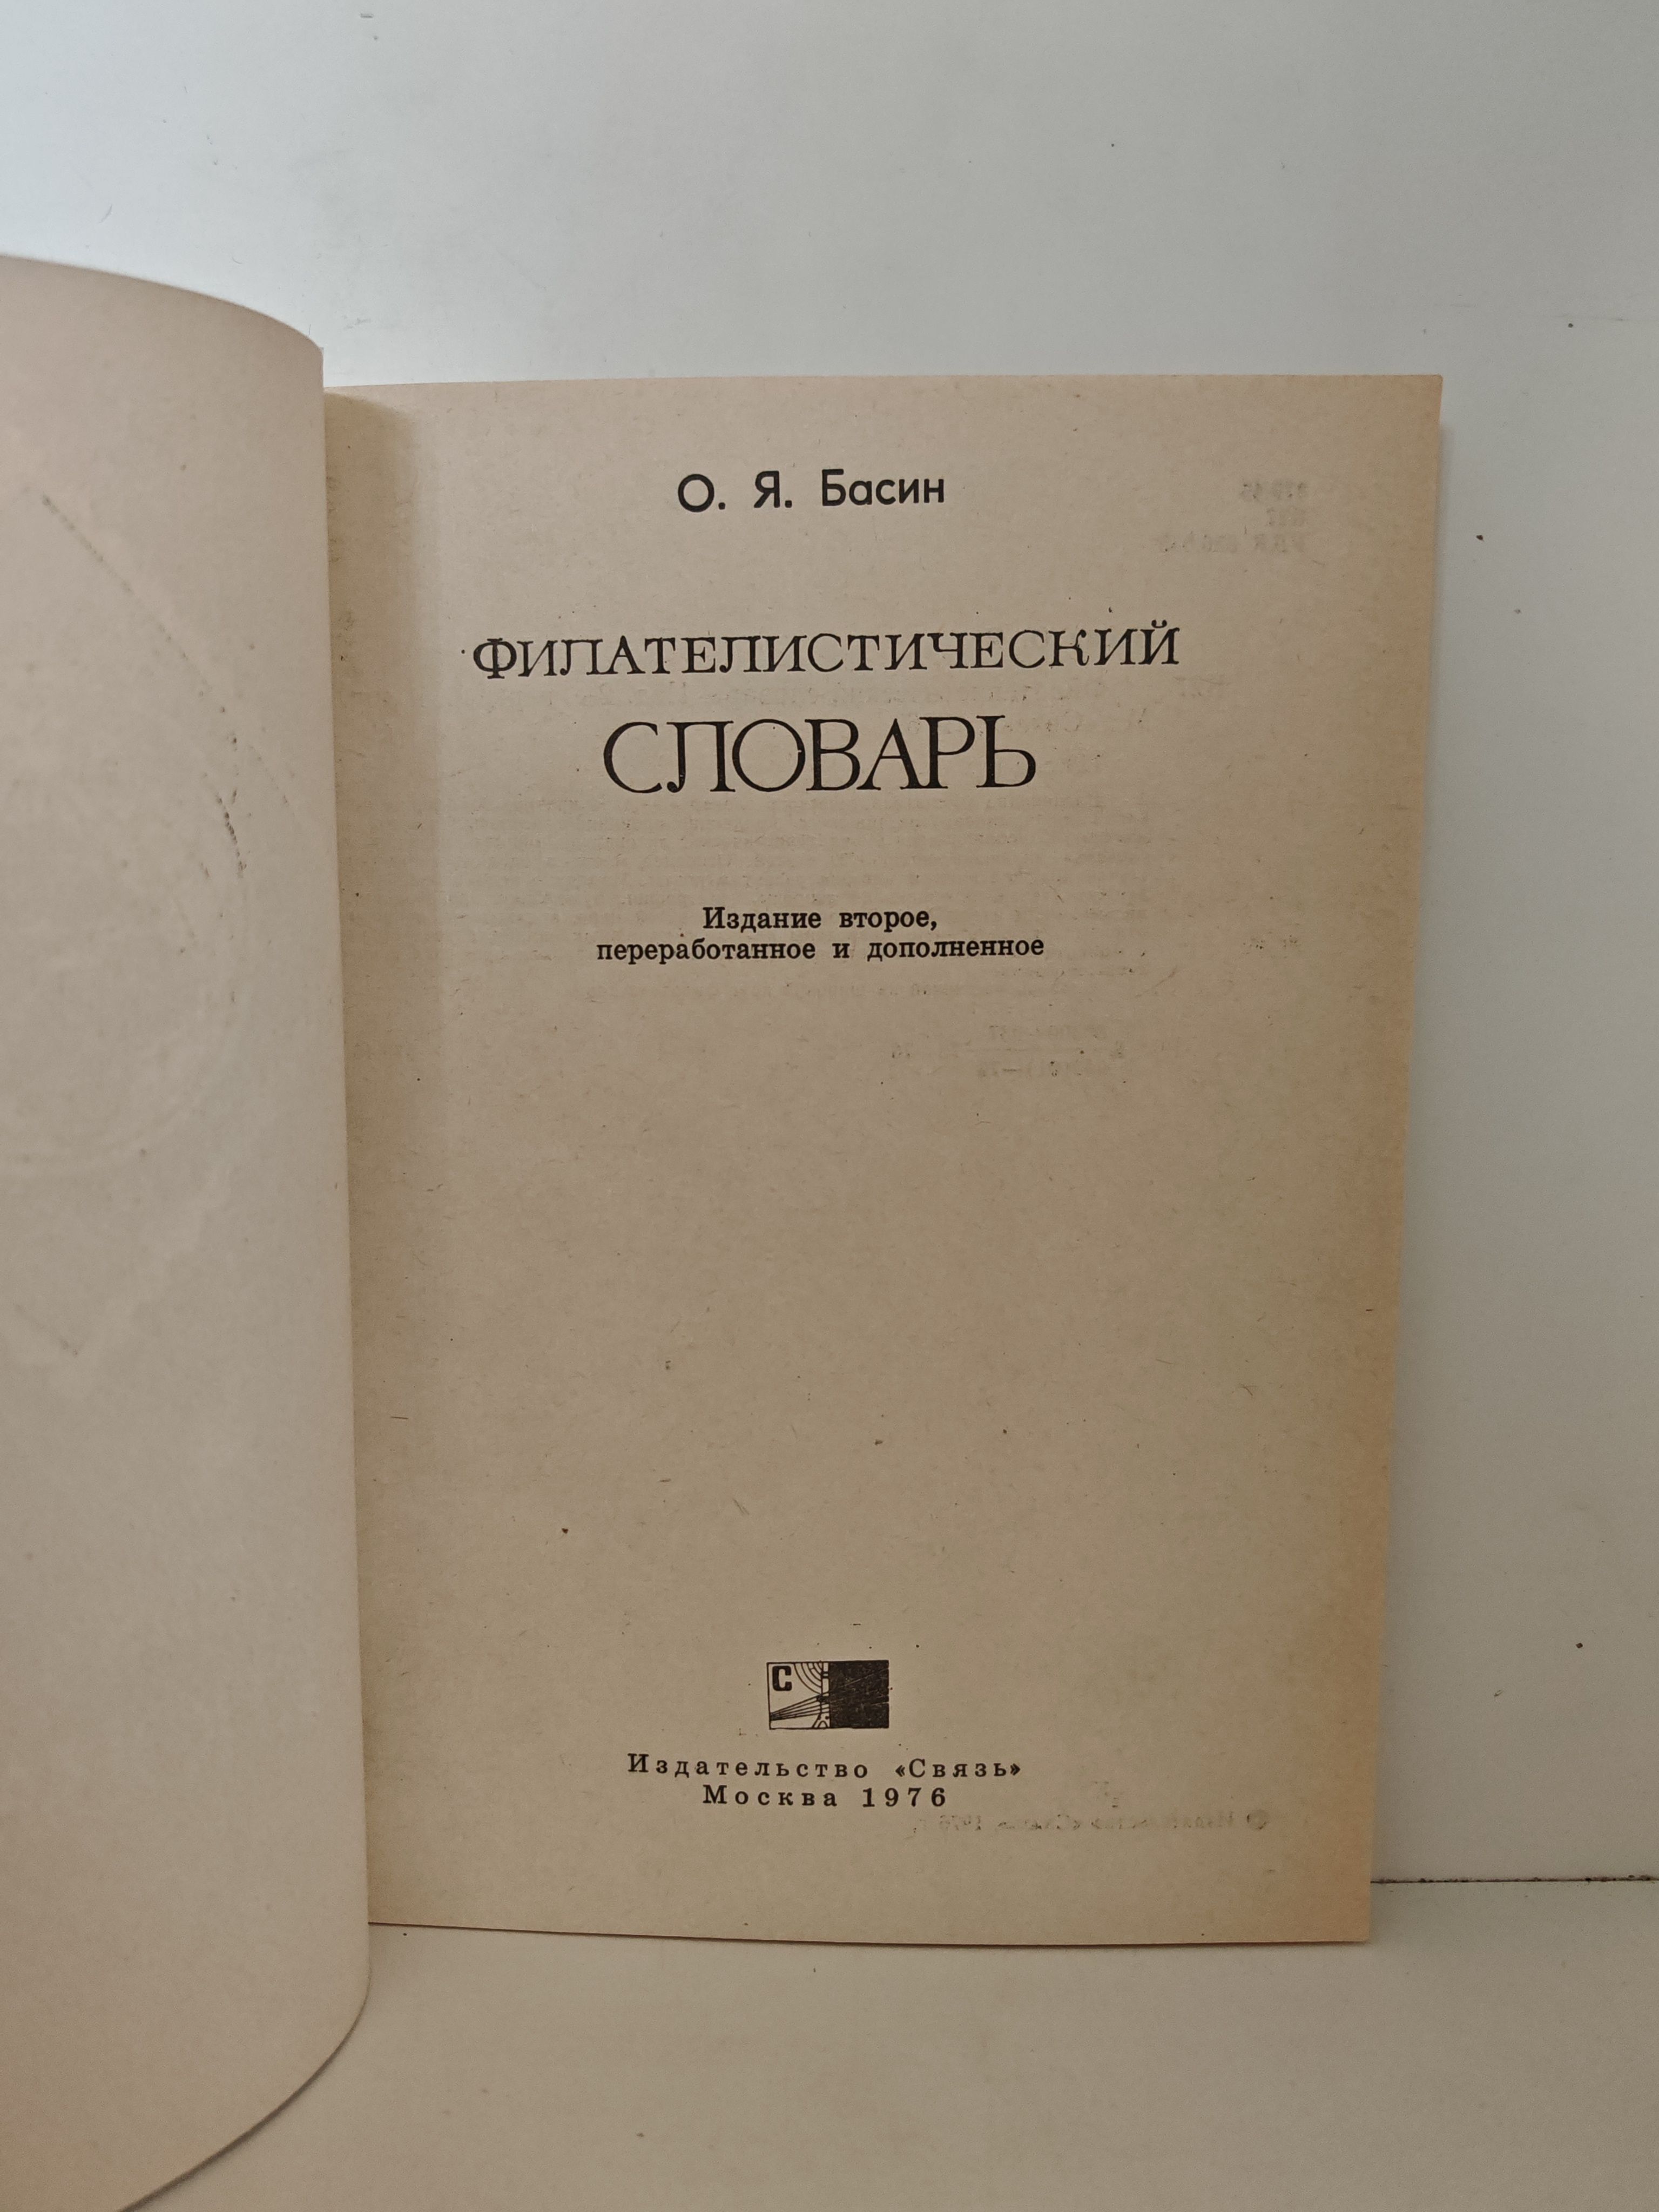 О. Я. Басин
ФИЛАТЕЛИСТИЧЕСКИЙ
СЛОВАРЬ
Издание второе,
переработанное и дополненное
С
Издательство «Связь»
Москва 1976